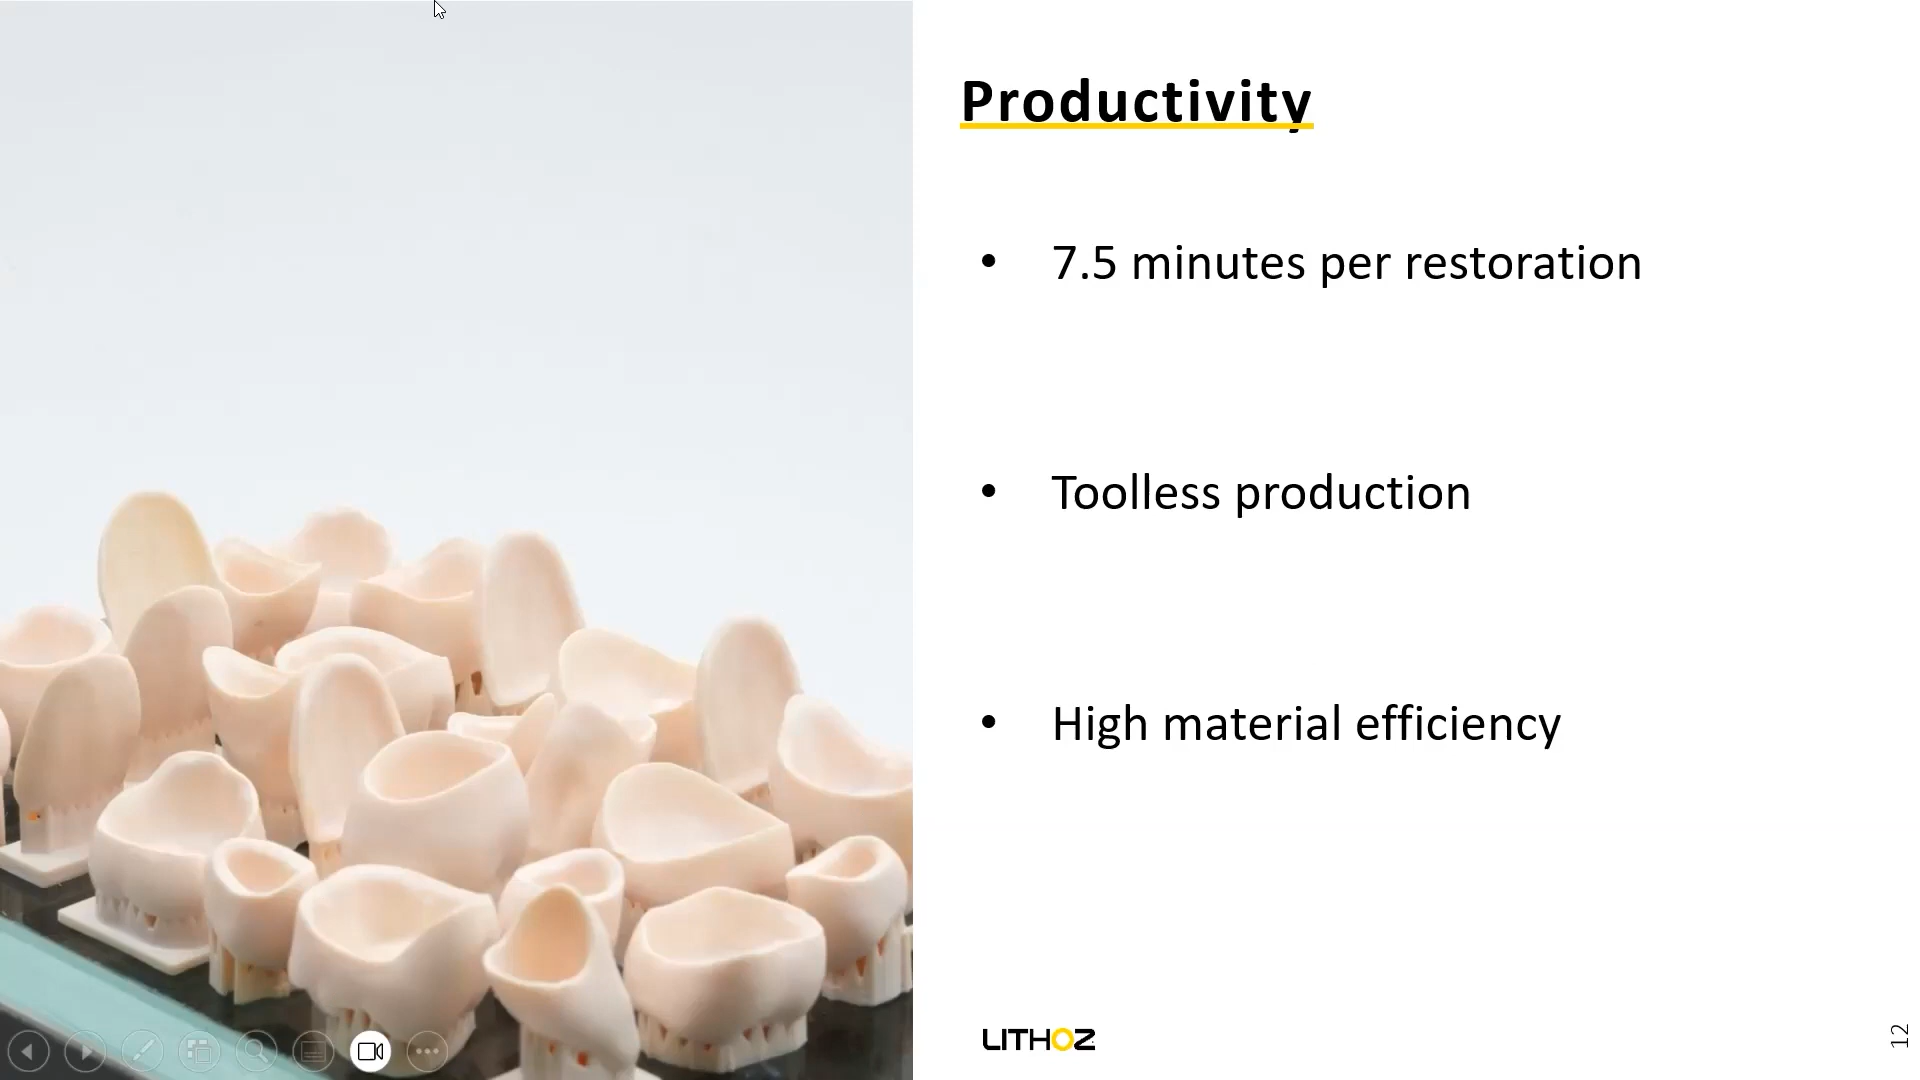 Productivity
• 7.5 minutes per restoration
• Toolless production
• High material efficiency
LITHOZ
12